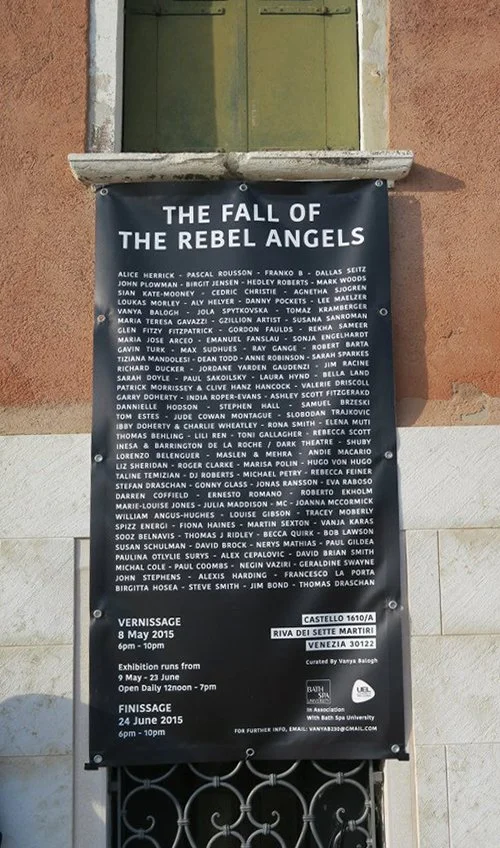 THE FALL OF
THE REBEL ANGELS
ALICE HERRICK - PASCAL ROUSSON - FRANKO B - DALLAS SEITZ
JOHN PLOWMAN - BIRGIT JENSEN - HEDLEY ROBERTS - MARK WOODS
SIAN KATE-MOONEY - CEDRIC CHRISTIE - AGNETHA SJOGREN
LOUKAS MORLEY - ALY HELYER - DANNY POCKETS - LEE MAELZER
VANYA BALOGH - JOLA SPYTKOVSKA - TOMAZ KRAMBERGER
MARIA TERESA GAVAZZI - GZILLION ARTIST - SUSANA SANROMAN
GLEN FITZY FITZPATRICK - GORDON FAULDS - REKHA SAMEER
MARIA JOSE ARCEO - EMANUEL FANSLAU - SONJA ENGELHARDT
GAVIN TURK - MAX SUDHUES - RAY GANGE - ROBERT BARTA
TIZIANA MANDOLESI - DEAN TODD - ANNE ROBINSON - SARAH SPARKES
RICHARD DUCKER - JORDANE YARDEN GAUDENZI - JIM RACINE
SARAH DOYLE - PAUL SAKOILSKY - LAURA HYND - BELLA LAND
PATRICK MORRISSEY & CLIVE HANZ HANCOCK - VALERIE DRISCOLL
GARRY DOHERTY - INDIA ROPER-EVANS - ASHLEY SCOTT FITZGERALD
DANNIELLE HODSON - STEPHEN HALL - SAMUEL BRZESKI
TOM ESTES - JUDE COWAN MONTAGUE - SLOBODAN TRAJKOVIC
IBBY DOHERTY & CHARLIE WHEATLEY - RONA SMITH - ELENA MUTI
THOMAS BEHLING - LILI REN - TONI GALLAGHER - REBECCA SCOTT
INESA & BARRINGTON DE LA ROCHE / DARK THEATRE - SHUBY
LORENZO BELENGUER - MASLEN & MEHRA - ANDIE MACARIO
LIZ SHERIDAN - ROGER CLARKE - MARISA POLIN - HUGO VON HUGO
TALINE TEMIZIAN - DJ ROBERTS - MICHAEL PETRY - REBECCA FEINER
STEFAN DRASCHAN - GONNY GLASS - JONAS RANSSON - EVA RABOSO
DARREN COFFIELD - ERNESTO ROMANO - ROBERTO EKHOLM
MARIE-LOUISE JONES - JULIA MADDISON - MC - JOANNA MCCORMICK
WILLIAM ANGUS-HUGHES - LOUISE GIBSON - TRACEY MOBERLY
SPIZZ ENERGI - FIONA HAINES - MARTIN SEXTON - VANJA KARAS
SOOZ BELNAVIS - THOMAS J RIDLEY - BECCA QUIRK - BOB LAWSON
SUSAN SCHULMAN - DAVID BROCK - NERYS MATHIAS - PAUL GILDEA
PAULINA OTYLIE SURYS - ALEX CEPALOVIC - DAVID BRIAN SMITH
MICHAL COLE - PAUL COOMBS - NEGIN VAZIRI - GERALDINE SWAYNE
JOHN STEPHENS - ALEXIS HARDING - FRANCESCO LA PORTA
BIRGITTA HOSEA - STEVE SMITH - JIM BOND - THOMAS DRASCHAN
VERNISSAGE
8 May 2015
6pm - 10pm
Exhibition runs from
9 May - 23 June
Open Daily 12noon - 7pm
FINISSAGE
24 June 2015
6pm - 10pm
CASTELLO 1610/A
RIVA DEI SETTE MARTIRI
VENEZIA 30122
Curated By Vanya Balogh
BATH SPA
UEL
In Association
With Bath Spa University
FOR FURTHER INFO, EMAIL: VANYAB230@GMAIL.COM